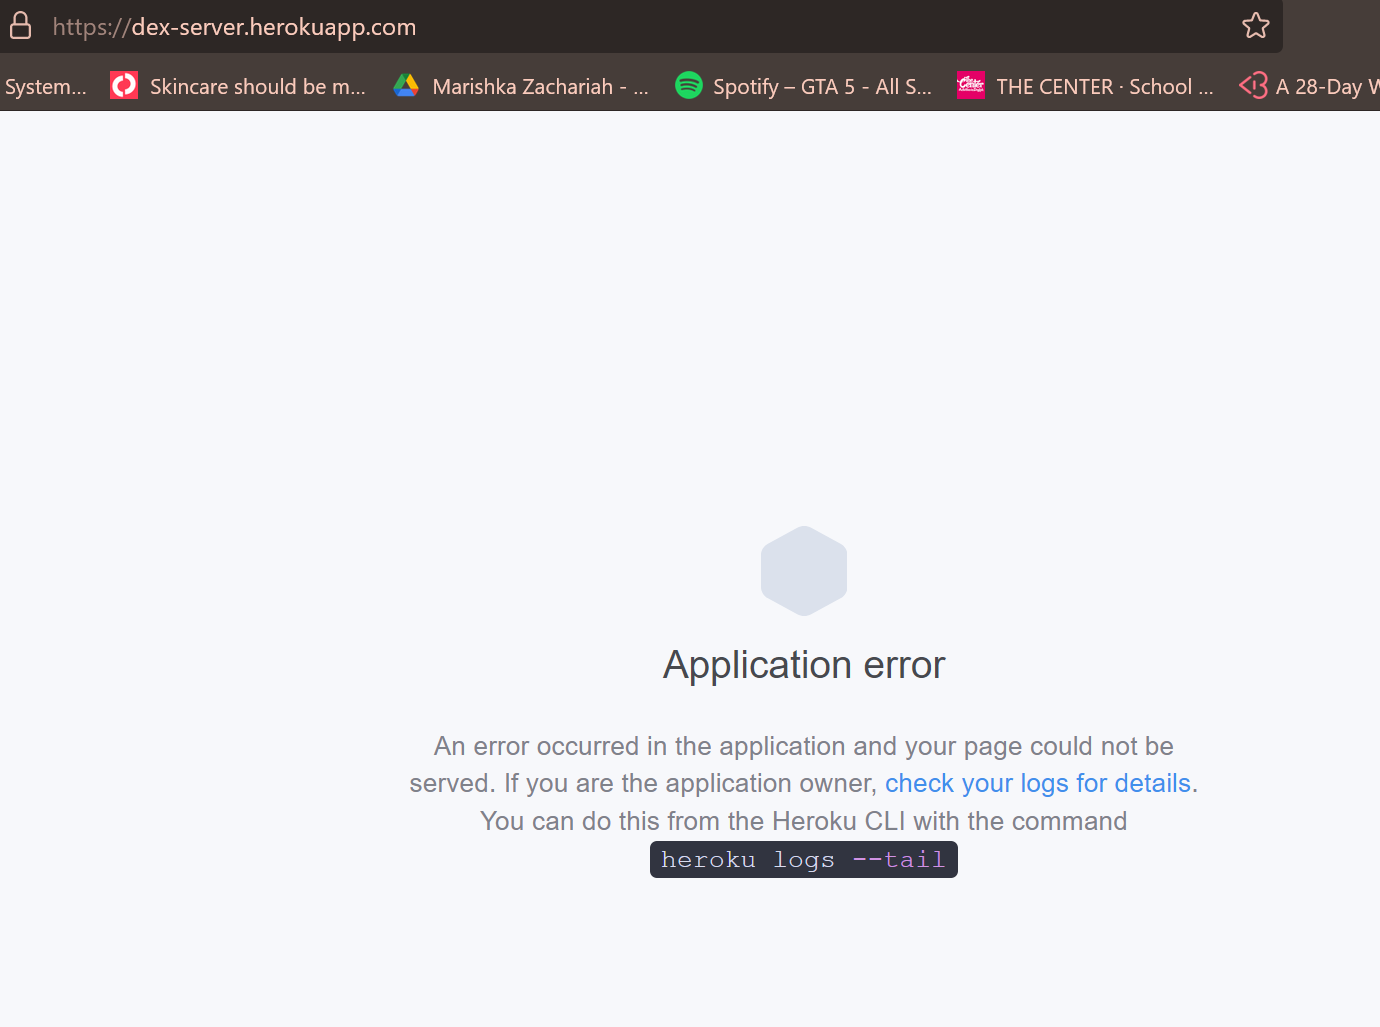 https://dex-server.herokuapp.com
System... Skincare should be m... Marishka Zachariah - ... Spotify – GTA 5 - All S... THE CENTER · School ... A 28-Day W
Application error
An error occurred in the application and your page could not be
served. If you are the application owner, check your logs for details.
You can do this from the Heroku CLI with the command
heroku logs --tail